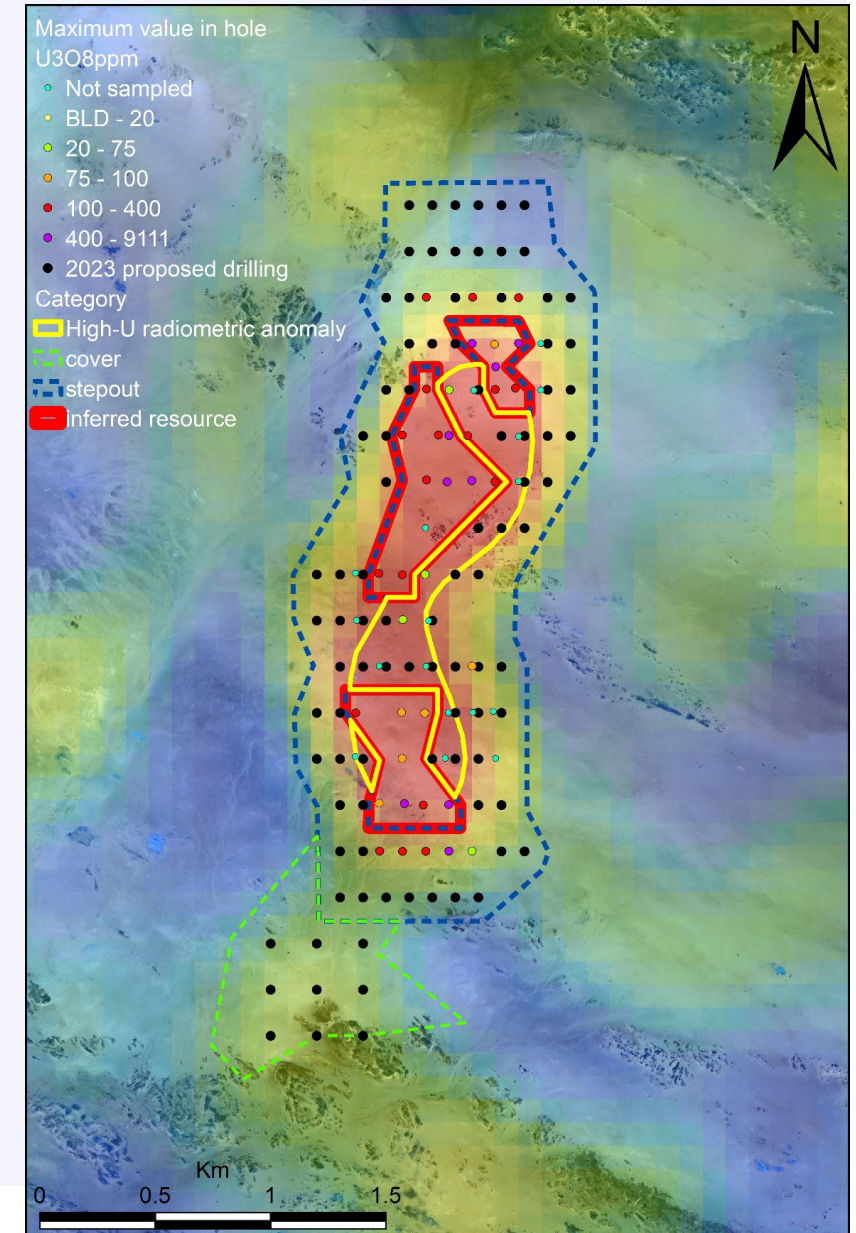 Maximum value in hole
U3O8ppm
Not sampled
BLD - 20
20 - 75
75 - 100
100 - 400
400 - 9111
2023 proposed drilling
Category
High-U radiometric anomaly
cover
stepout
inferred resource
N
Km
0 0.5 1 1.5